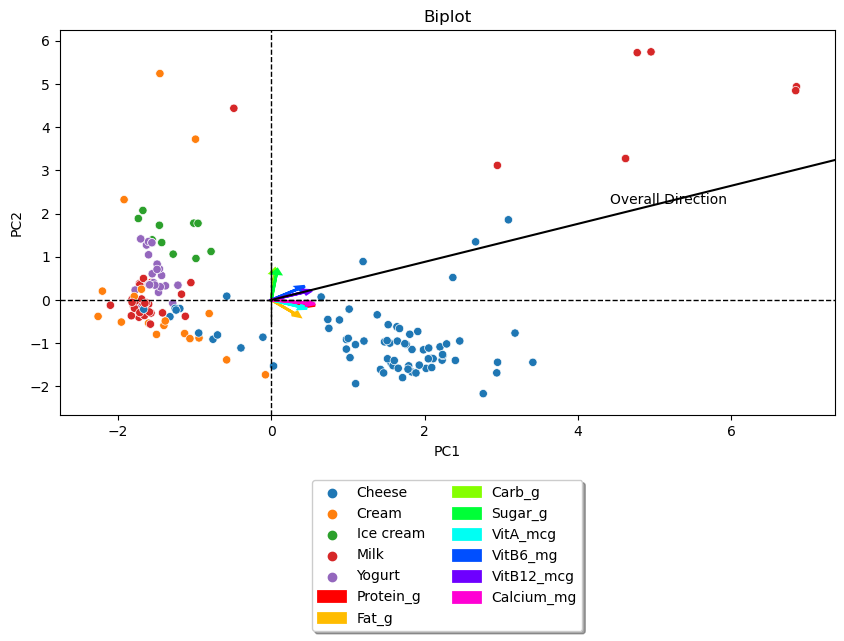 Biplot
6
5
4
3
2
1
0
−1
−2
PC2
Overall Direction
−2
0
2
4
6
PC1
Cheese
Cream
Ice cream
Milk
Yogurt
Protein_g
Fat_g
Carb_g
Sugar_g
VitA_mcg
VitB6_mg
VitB12_mcg
Calcium_mg